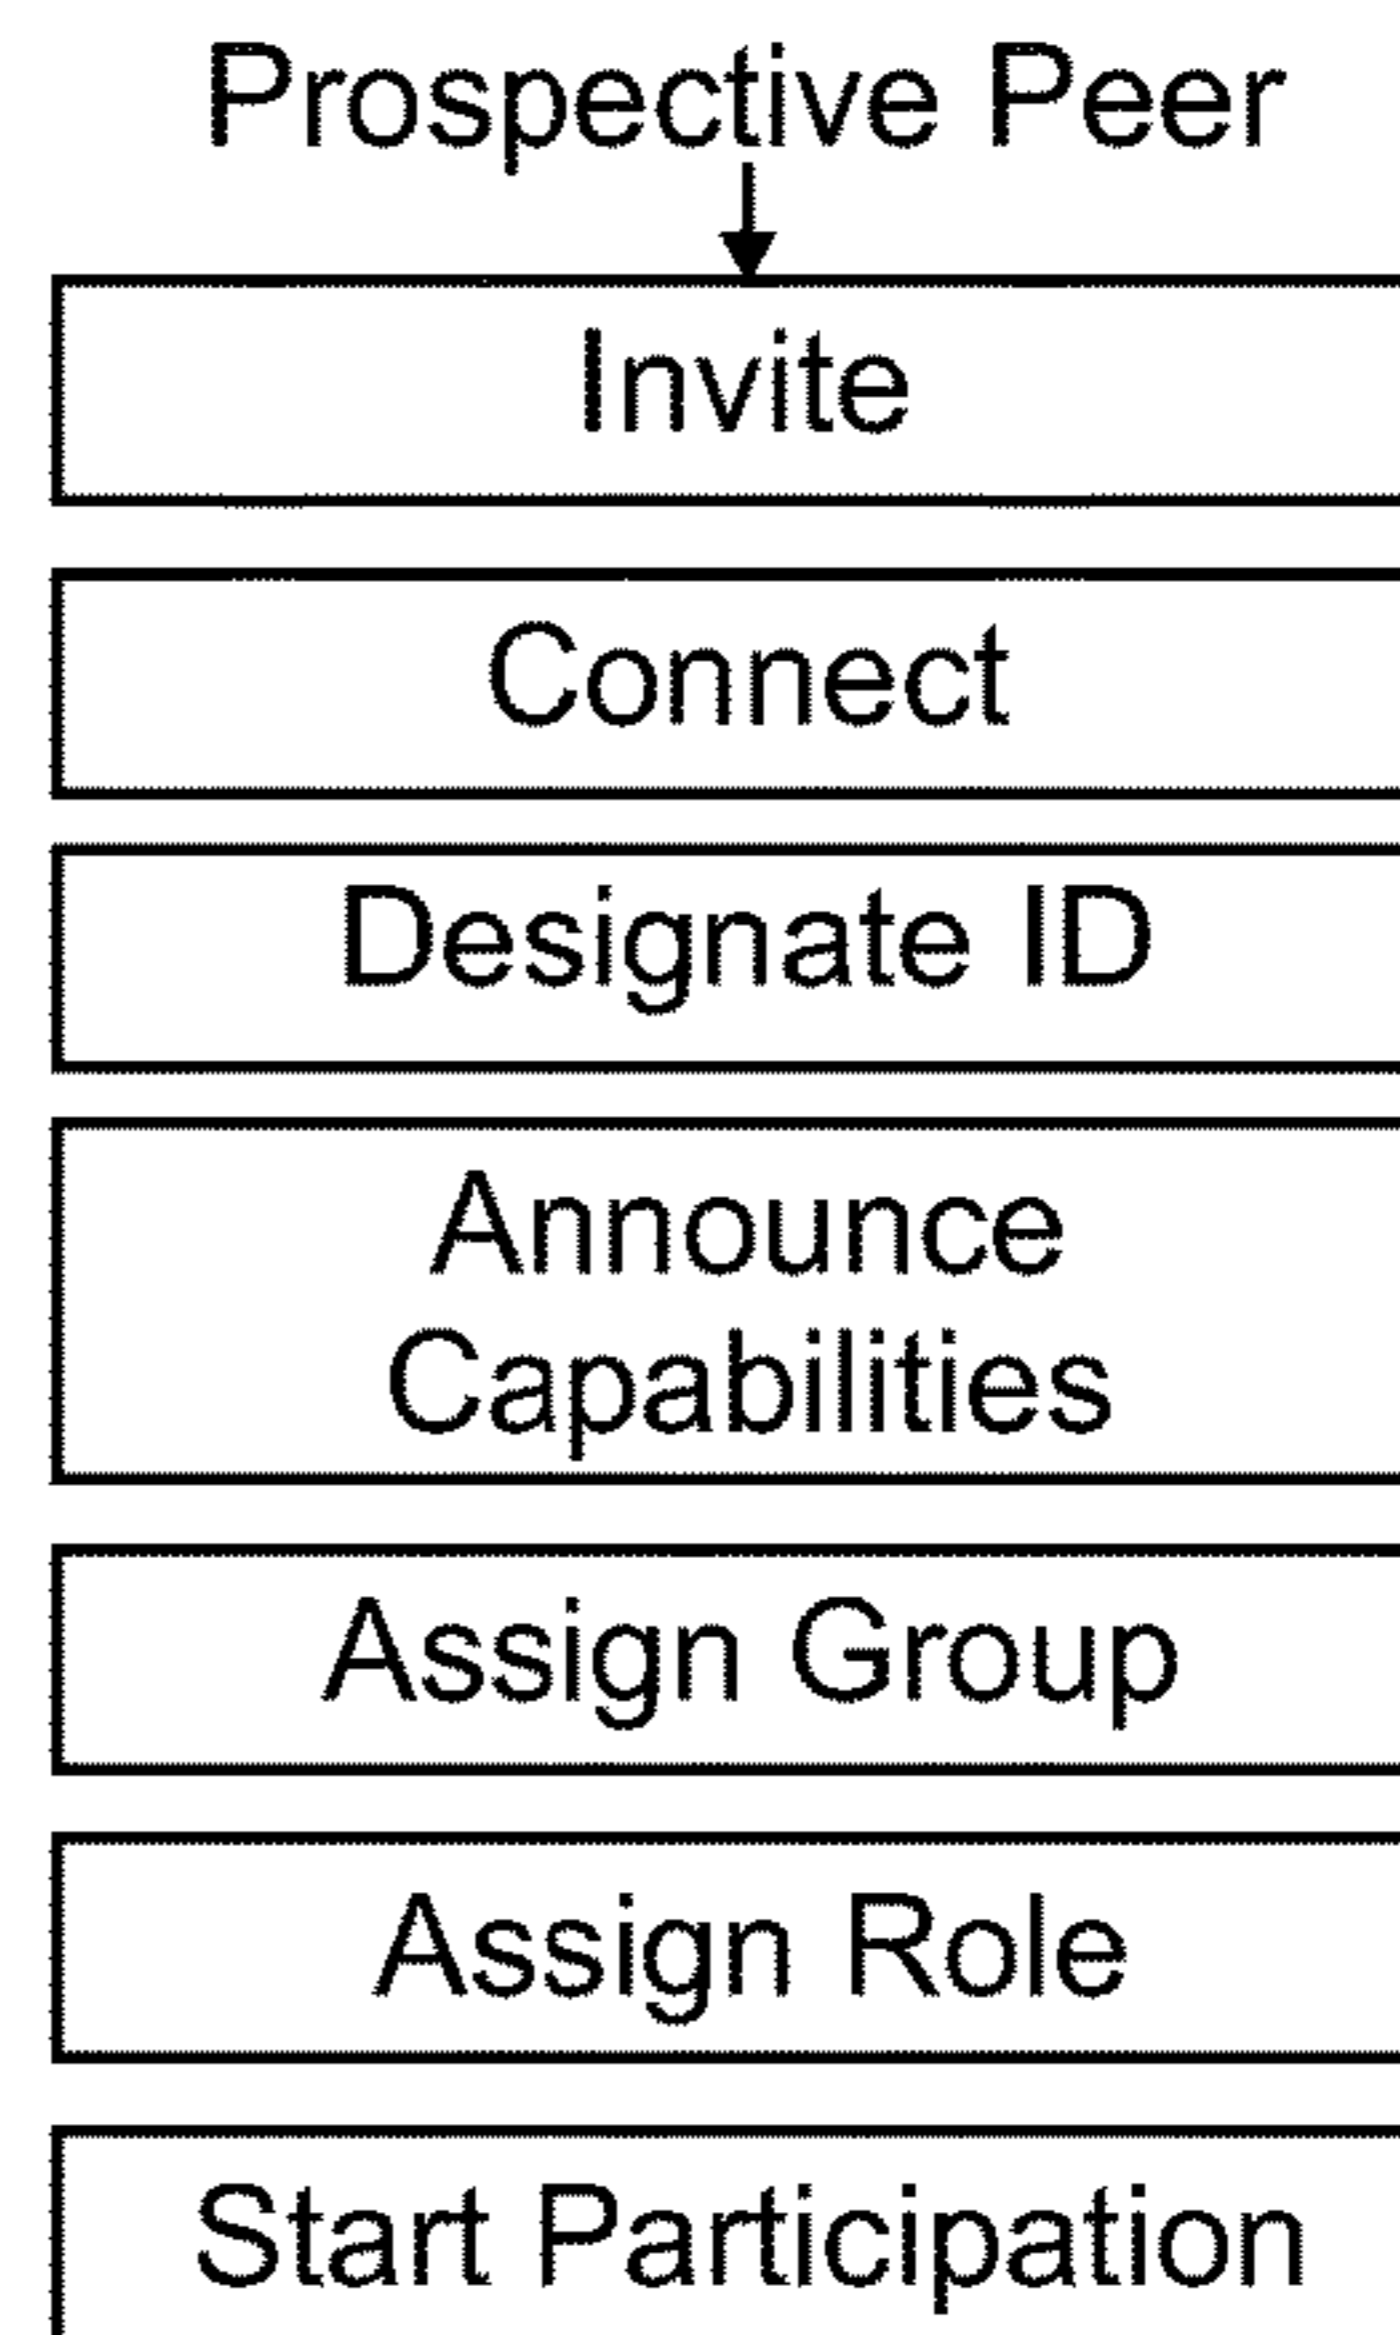 Prospective Peer
Invite
Connect
Designate ID
Announce
Capabilities
Assign Group
Assign Role
Start Participation